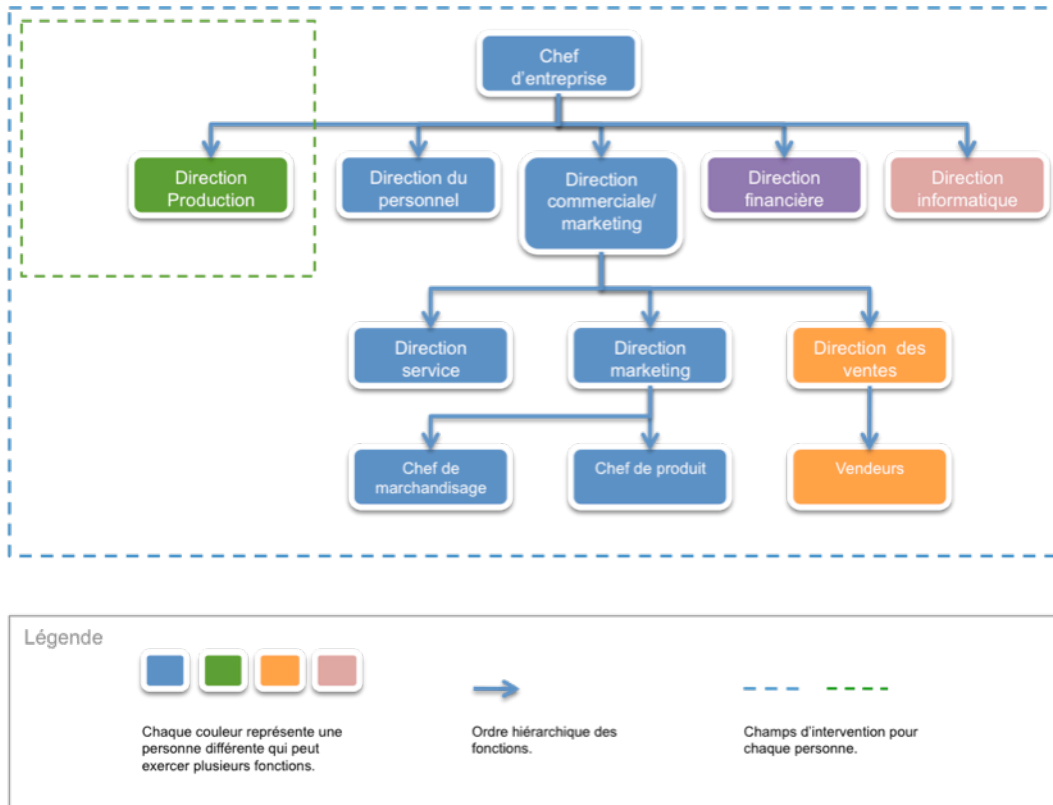 Chef
d'entreprise
Direction
Production
Direction du
personnel
Direction
commerciale/
marketing
Direction
financière
Direction
informatique
Direction
service
Direction
marketing
Direction des
ventes
Chef de
marchandisage
Chef de produit
Vendeurs
Légende
Chaque couleur représente une
personne différente qui peut
exercer plusieurs fonctions.
Ordre hiérarchique des
fonctions.
Champs d'intervention pour
chaque personne.